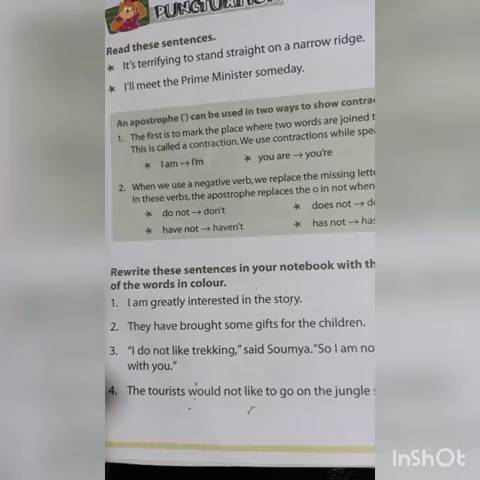 PUNCTUATION
Read these sentences.
* It's terrifying to stand straight on a narrow ridge.
* I'll meet the Prime Minister someday.
An apostrophe (') can be used in two ways to show
1. The first is to mark the place where two words are joined
This is called a contraction. We use contractions while
* I am → I'm * you are → you're
2. When we use a negative verb, we replace the missing
In these verbs, the apostrophe replaces the o in not when
* do not → don't * does not →
* have not → haven't * has not →
Rewrite these sentences in your notebook with
of the words in colour.
1. I am greatly interested in the story.
2. They have brought some gifts for the children.
3. "I do not like trekking," said Soumya. "So I am
with you."
4. The tourists would not like to go on the jungle
InShOt